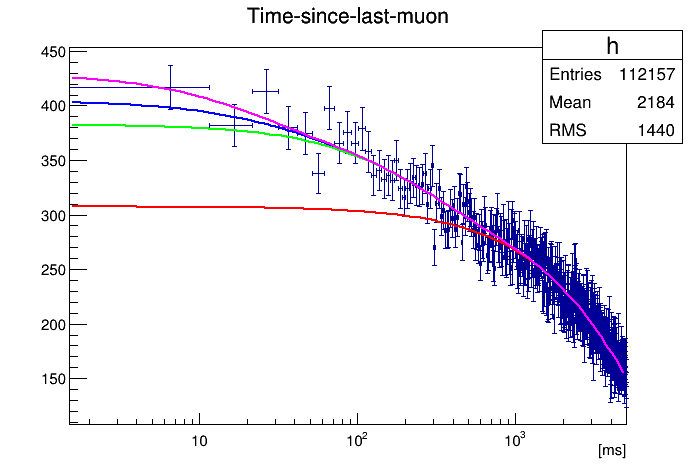 Time-since-last-muon
h
Entries 112157
Mean 2184
RMS 1440
450
400
350
300
250
200
150
10
10²
10³
[ms]